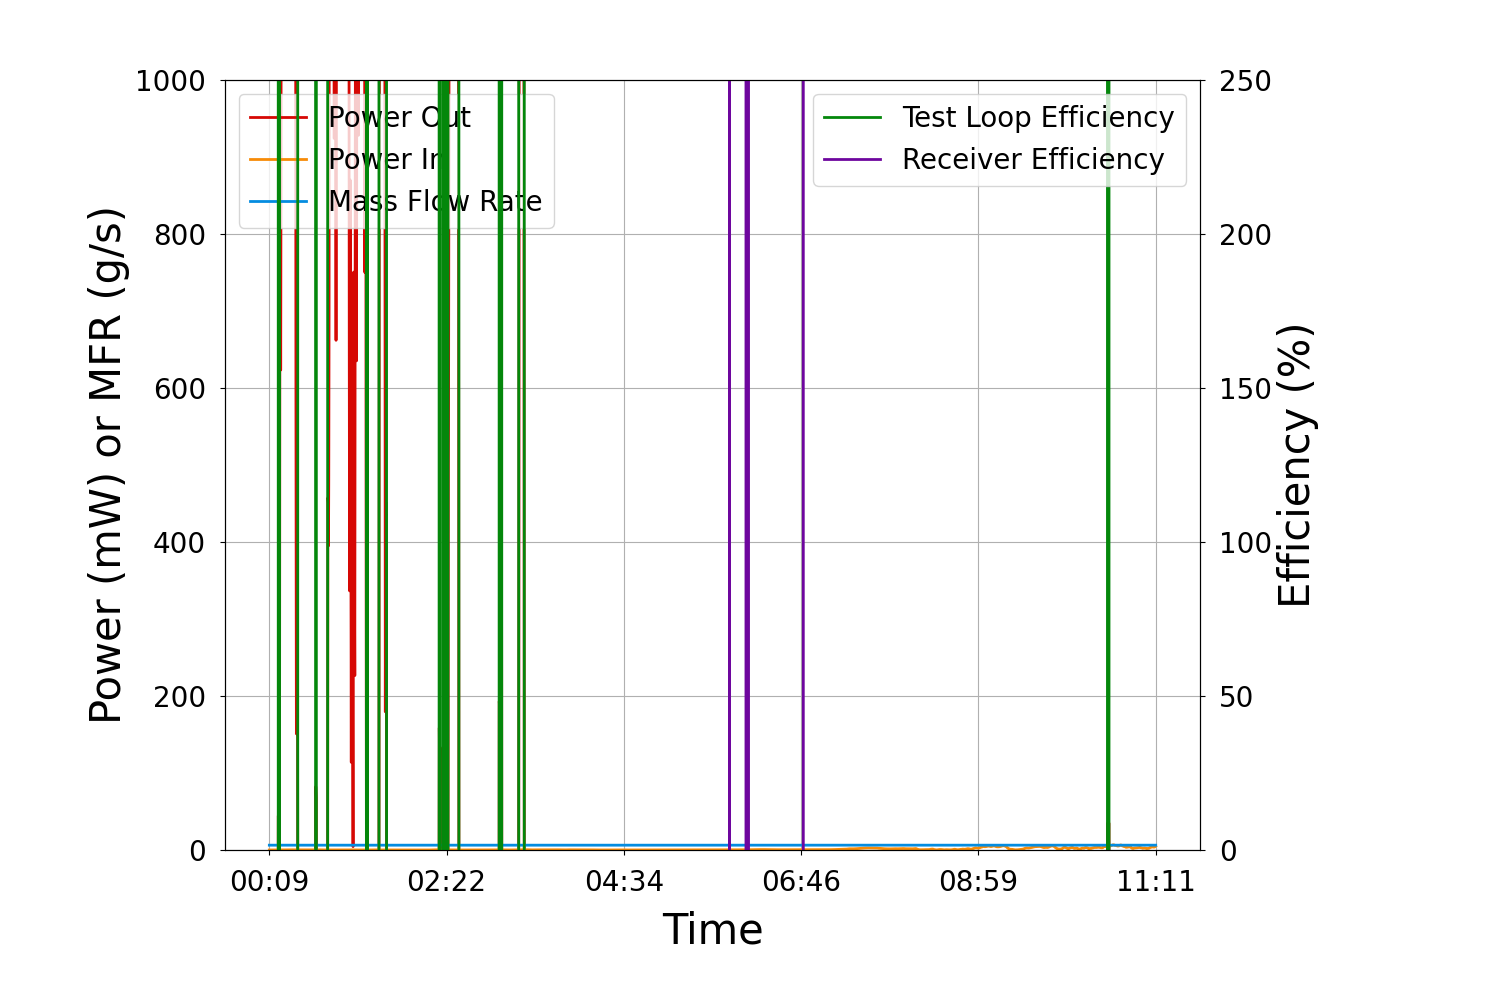 Power (mW) or MFR (g/s)
1000
800
600
400
200
0
Power Out
Power In
Mass Flow Rate
Test Loop Efficiency
Receiver Efficiency
250
200
150
100
50
0
Efficiency (%)
00:09 02:22 04:34 06:46 08:59 11:11
Time